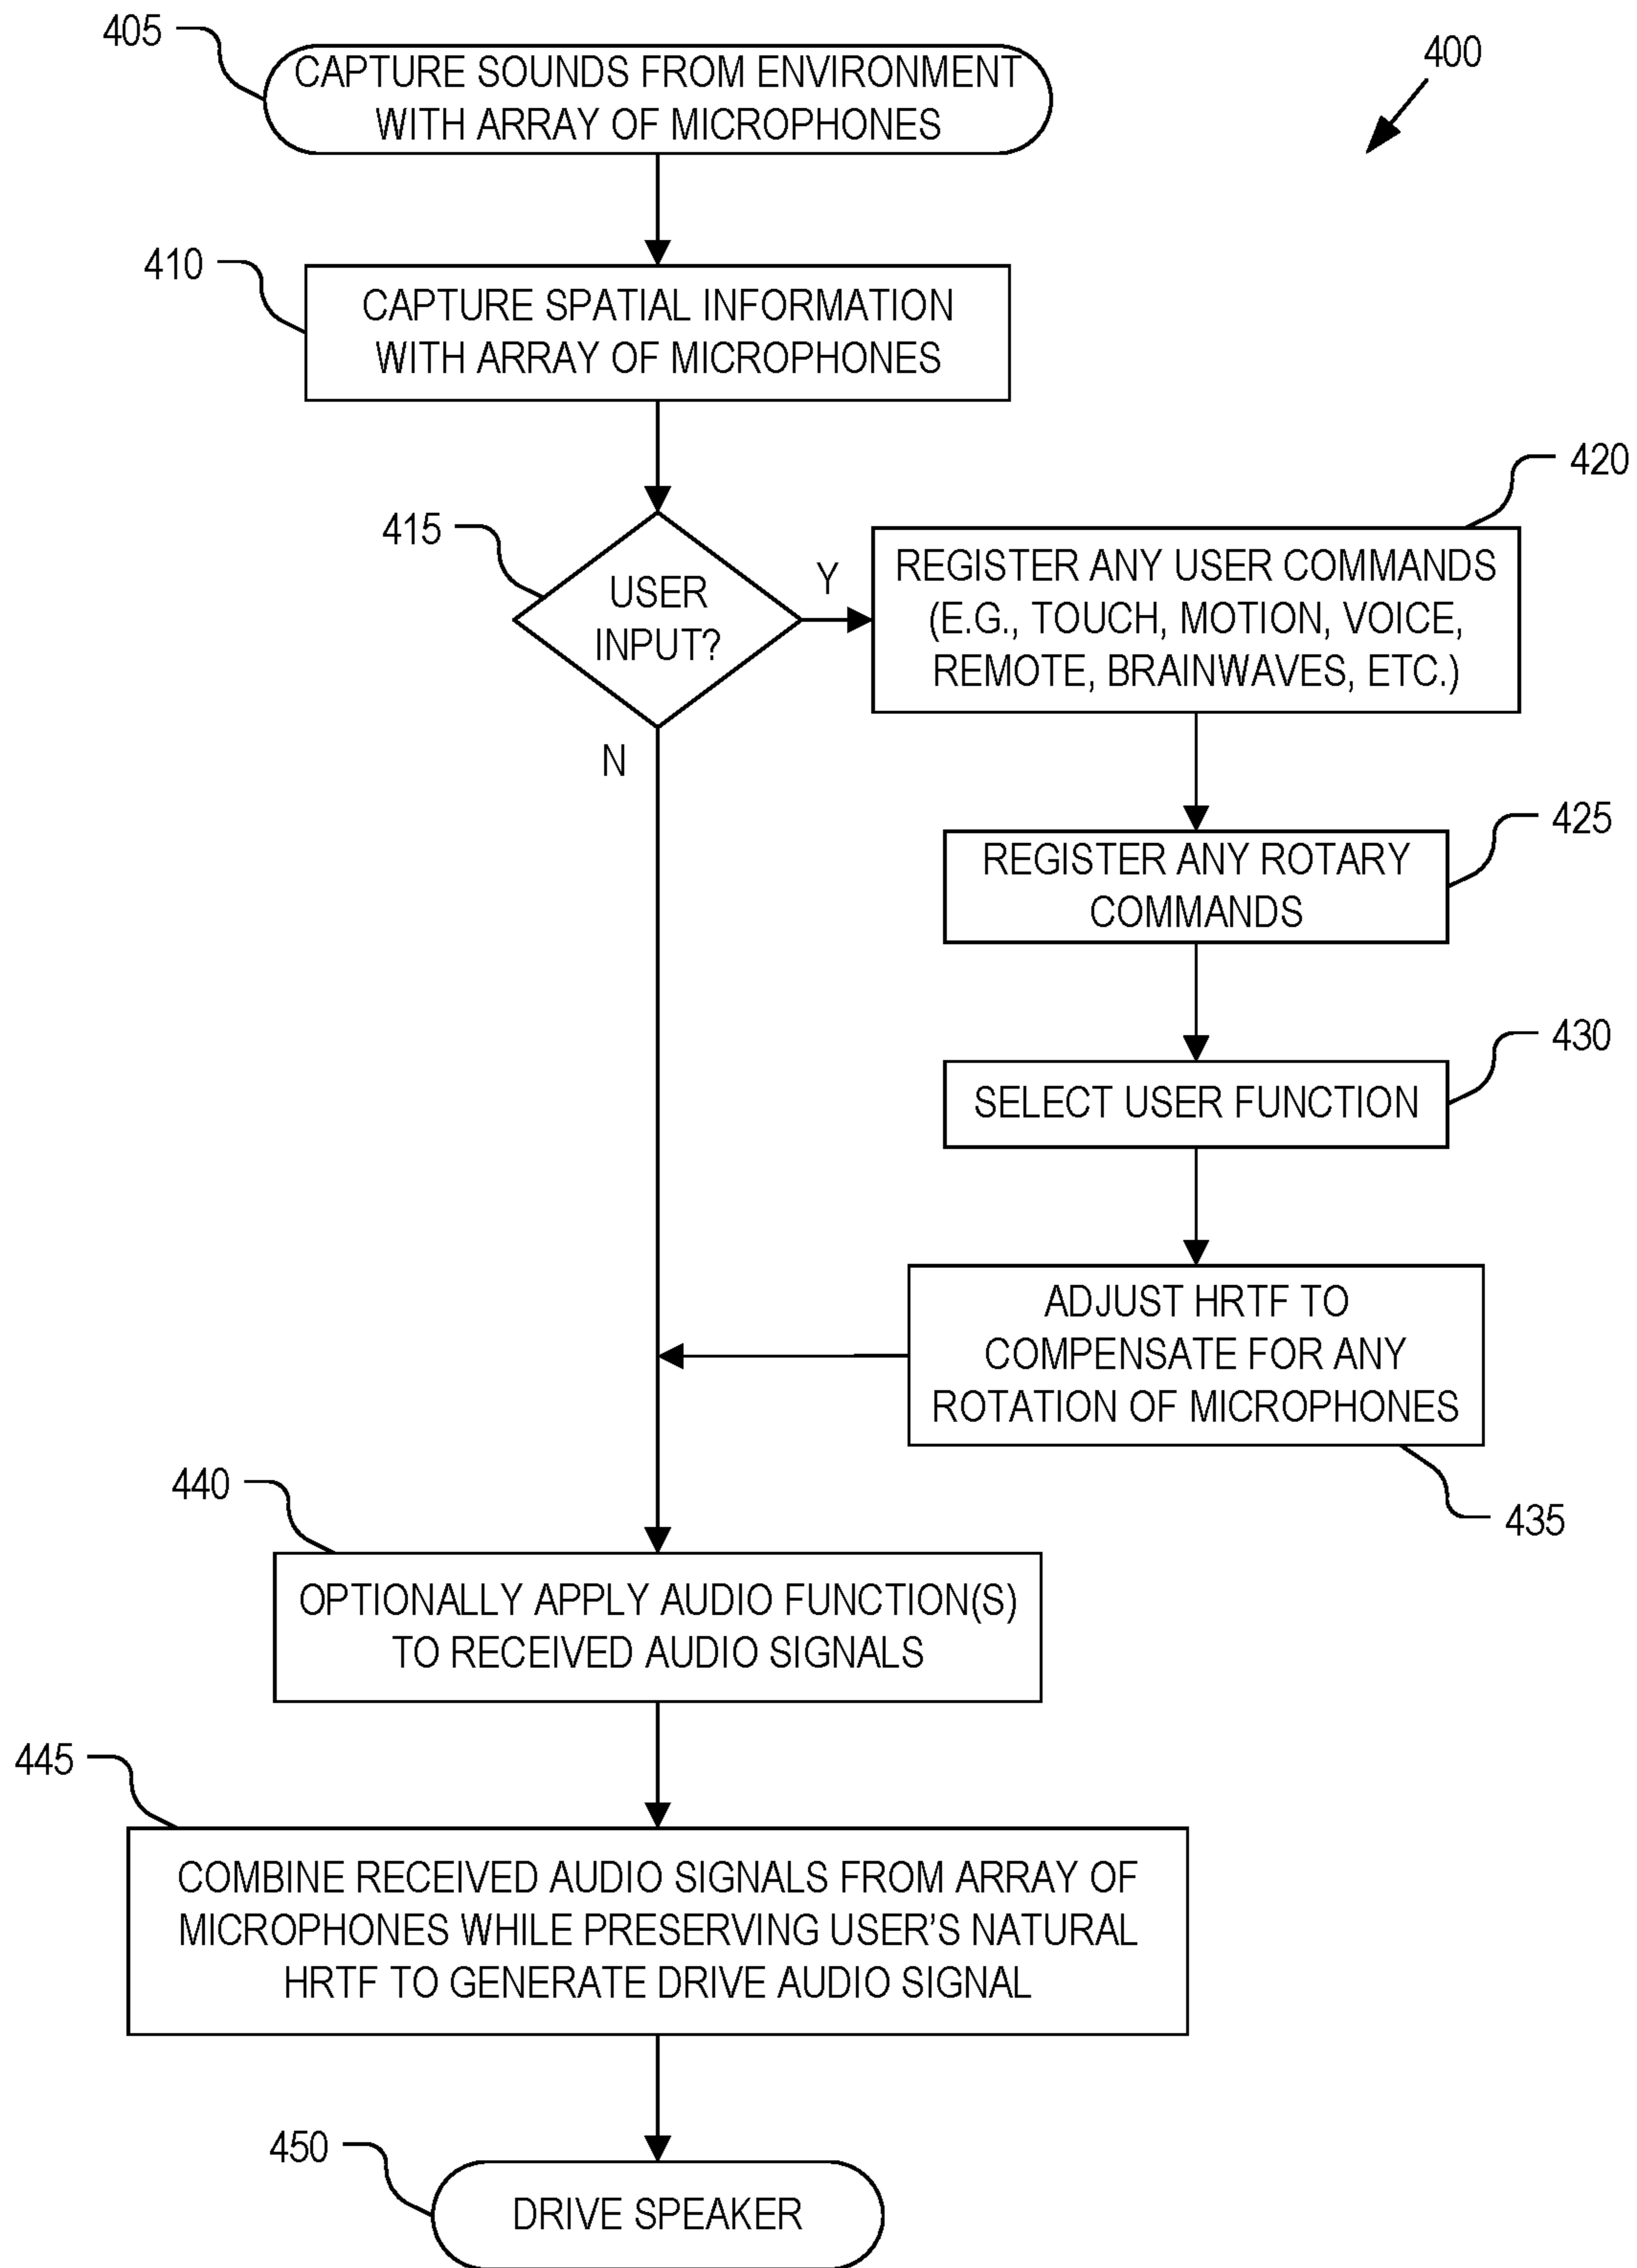 405
CAPTURE SOUNDS FROM ENVIRONMENT
WITH ARRAY OF MICROPHONES
400
410
CAPTURE SPATIAL INFORMATION
WITH ARRAY OF MICROPHONES
415
USER
INPUT?
Y
N
420
REGISTER ANY USER COMMANDS
(E.G., TOUCH, MOTION, VOICE,
REMOTE, BRAINWAVES, ETC.)
425
REGISTER ANY ROTARY
COMMANDS
430
SELECT USER FUNCTION
ADJUST HRTF TO
COMPENSATE FOR ANY
ROTATION OF MICROPHONES
435
440
OPTIONALLY APPLY AUDIO FUNCTION(S)
TO RECEIVED AUDIO SIGNALS
445
COMBINE RECEIVED AUDIO SIGNALS FROM ARRAY OF
MICROPHONES WHILE PRESERVING USER'S NATURAL
HRTF TO GENERATE DRIVE AUDIO SIGNAL
450
DRIVE SPEAKER